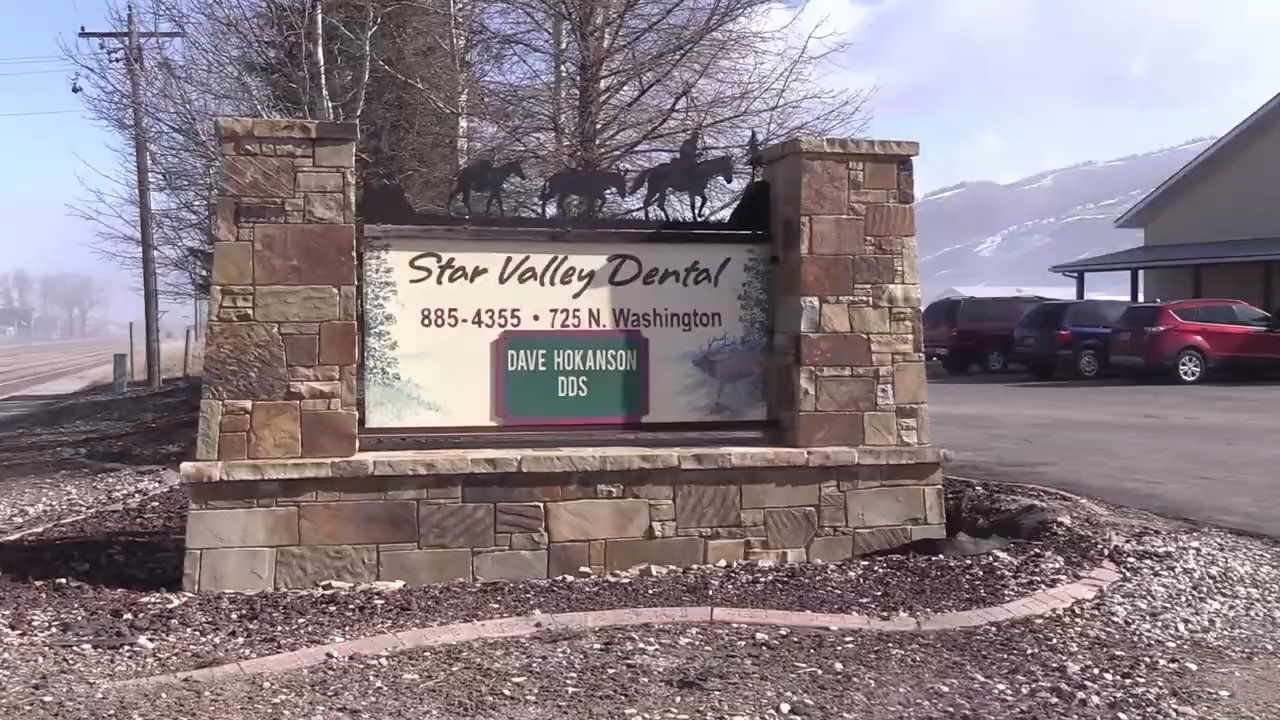 Star Valley Dental
885-4355 • 725 N. Washington
DAVE HOKANSON
DDS